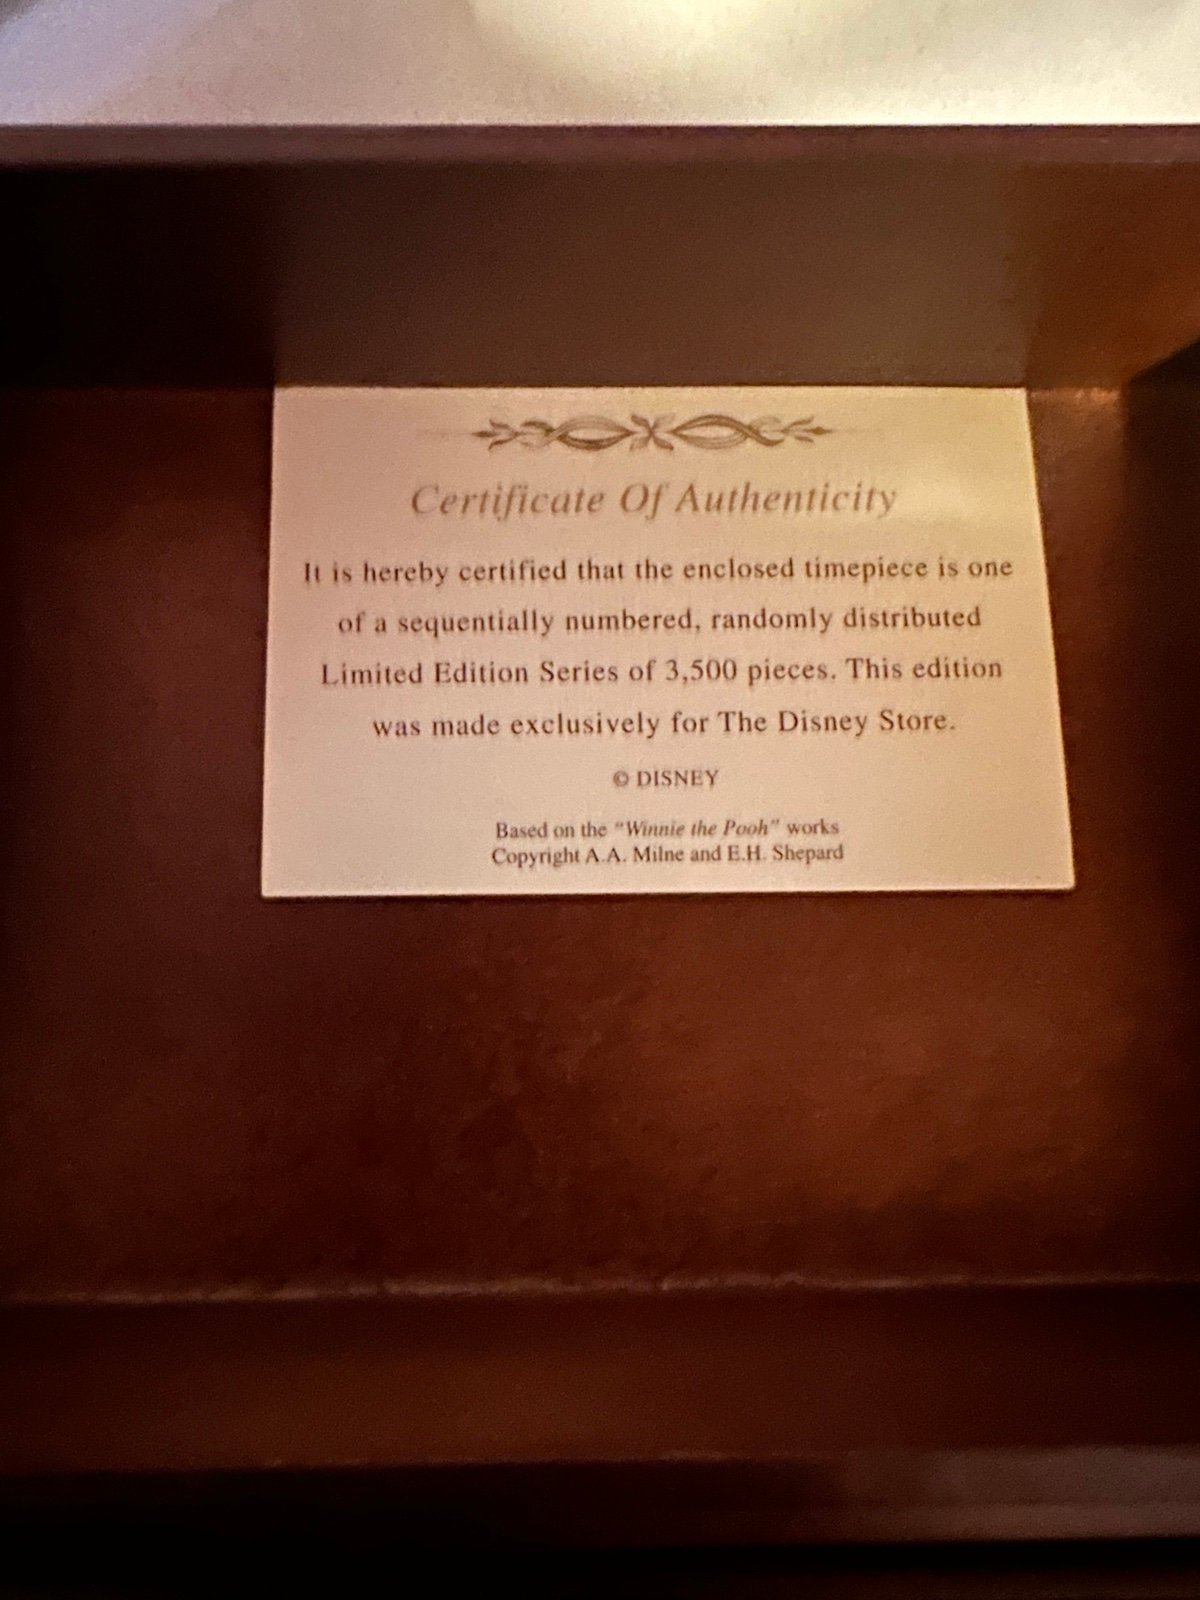 Certificate Of Authenticity
It is hereby certified that the enclosed timepiece is one
of a sequentially numbered, randomly distributed
Limited Edition Series of 3,500 pieces. This edition
was made exclusively for The Disney Store.
© DISNEY
Based on the "Winnie the Pooh" works
Copyright A.A. Milne and E.H. Shepard